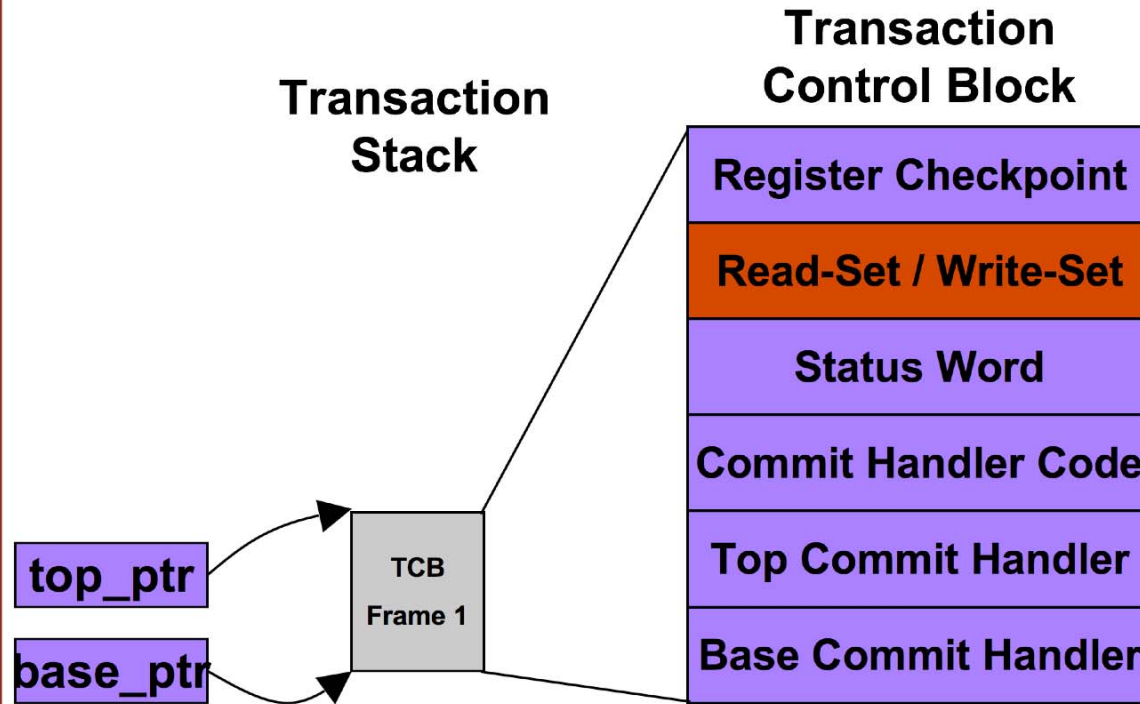 Transaction
Stack
Transaction
Control Block
Register Checkpoint
Read-Set / Write-Set
Status Word
Commit Handler Code
Top Commit Handler
Base Commit Handler
top_ptr
base_ptr
TCB
Frame 1